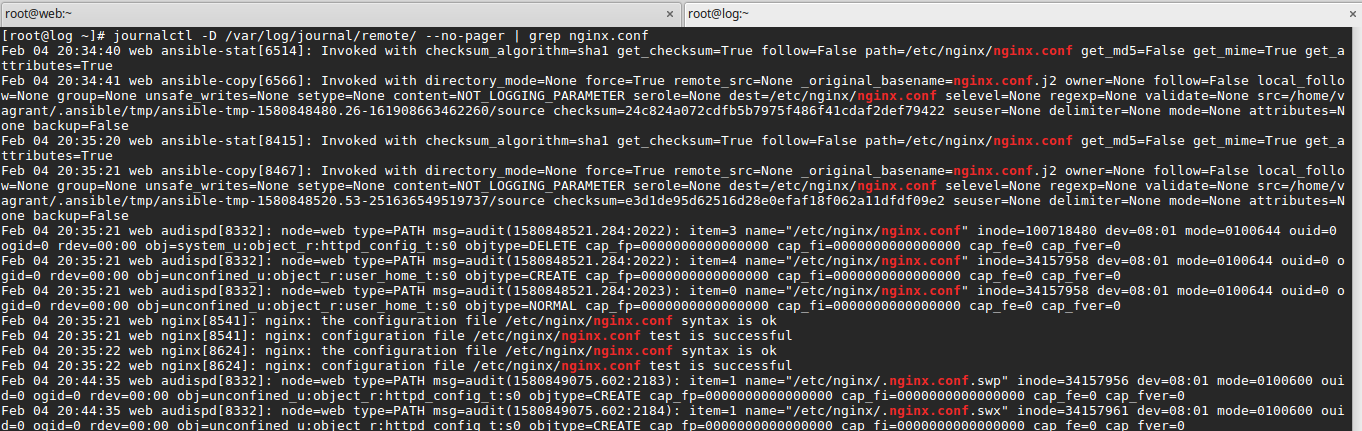 root@web:~ × root@log:~ ×
[root@log ~]# journalctl -D /var/log/journal/remote/ --no-pager | grep nginx.conf
Feb 04 20:34:40 web ansible-stat[6514]: Invoked with checksum_algorithm=sha1 get_checksum=True follow=False path=/etc/nginx/nginx.conf get_md5=False get_mime=True get_a
ttributes=True
Feb 04 20:34:41 web ansible-copy[6566]: Invoked with directory_mode=None force=True remote_src=None _original_basename=nginx.conf.j2 owner=None follow=False local_follo
w=None group=None unsafe_writes=None setype=None content=NOT_LOGGING_PARAMETER serole=None dest=/etc/nginx/nginx.conf selevel=None regexp=None validate=None src=/home/v
agrant/.ansible/tmp/ansible-tmp-1580848480.26-161908663462260/source checksum=24c824a072cdfb5b7975f486f41cdaf2def79422 seuser=None delimiter=None mode=None attributes=N
one backup=False
Feb 04 20:35:20 web ansible-stat[8415]: Invoked with checksum_algorithm=sha1 get_checksum=True follow=False path=/etc/nginx/nginx.conf get_md5=False get_mime=True get_a
ttributes=True
Feb 04 20:35:21 web ansible-copy[8467]: Invoked with directory_mode=None force=True remote_src=None _original_basename=nginx.conf.j2 owner=None follow=False local_follo
w=None group=None unsafe_writes=None setype=None content=NOT_LOGGING_PARAMETER serole=None dest=/etc/nginx/nginx.conf selevel=None regexp=None validate=None src=/home/v
agrant/.ansible/tmp/ansible-tmp-1580848520.53-251636549519737/source checksum=e3d1de95d62516d28e0efaf18f062a11dfdf09e2 seuser=None delimiter=None mode=None attributes=N
one backup=False
Feb 04 20:35:21 web audispd[8332]: node=web type=PATH msg=audit(1580848521.284:2022): item=3 name="/etc/nginx/nginx.conf" inode=100718480 dev=08:01 mode=0100644 ouid=0
ogid=0 rdev=00:00 obj=system_u:object_r:httpd_config_t:s0 objtype=DELETE cap_fp=0000000000000000 cap_fi=0000000000000000 cap_fe=0 cap_fver=0
Feb 04 20:35:21 web audispd[8332]: node=web type=PATH msg=audit(1580848521.284:2022): item=4 name="/etc/nginx/nginx.conf" inode=34157958 dev=08:01 mode=0100644 ouid=0 o
gid=0 rdev=00:00 obj=unconfined_u:object_r:user_home_t:s0 objtype=CREATE cap_fp=0000000000000000 cap_fi=0000000000000000 cap_fe=0 cap_fver=0
Feb 04 20:35:21 web audispd[8332]: node=web type=PATH msg=audit(1580848521.284:2023): item=0 name="/etc/nginx/nginx.conf" inode=34157958 dev=08:01 mode=0100644 ouid=0 o
gid=0 rdev=00:00 obj=unconfined_u:object_r:user_home_t:s0 objtype=NORMAL cap_fp=0000000000000000 cap_fi=0000000000000000 cap_fe=0 cap_fver=0
Feb 04 20:35:21 web nginx[8541]: nginx: the configuration file /etc/nginx/nginx.conf syntax is ok
Feb 04 20:35:21 web nginx[8541]: nginx: configuration file /etc/nginx/nginx.conf test is successful
Feb 04 20:35:22 web nginx[8624]: nginx: the configuration file /etc/nginx/nginx.conf syntax is ok
Feb 04 20:35:22 web nginx[8624]: nginx: configuration file /etc/nginx/nginx.conf test is successful
Feb 04 20:44:35 web audispd[8332]: node=web type=PATH msg=audit(1580849075.602:2183): item=1 name="/etc/nginx/.nginx.conf.swp" inode=34157956 dev=08:01 mode=0100600 oui
d=0 ogid=0 rdev=00:00 obj=unconfined_u:object_r:httpd_config_t:s0 objtype=CREATE cap_fp=0000000000000000 cap_fi=0000000000000000 cap_fe=0 cap_fver=0
Feb 04 20:44:35 web audispd[8332]: node=web type=PATH msg=audit(1580849075.602:2184): item=1 name="/etc/nginx/.nginx.conf.swx" inode=34157961 dev=08:01 mode=0100600 oui
d=0 ogid=0 rdev=00:00 obj=unconfined_u:object_r:httpd_config_t:s0 objtype=CREATE cap_fp=0000000000000000 cap_fi=0000000000000000 cap_fe=0 cap_fver=0